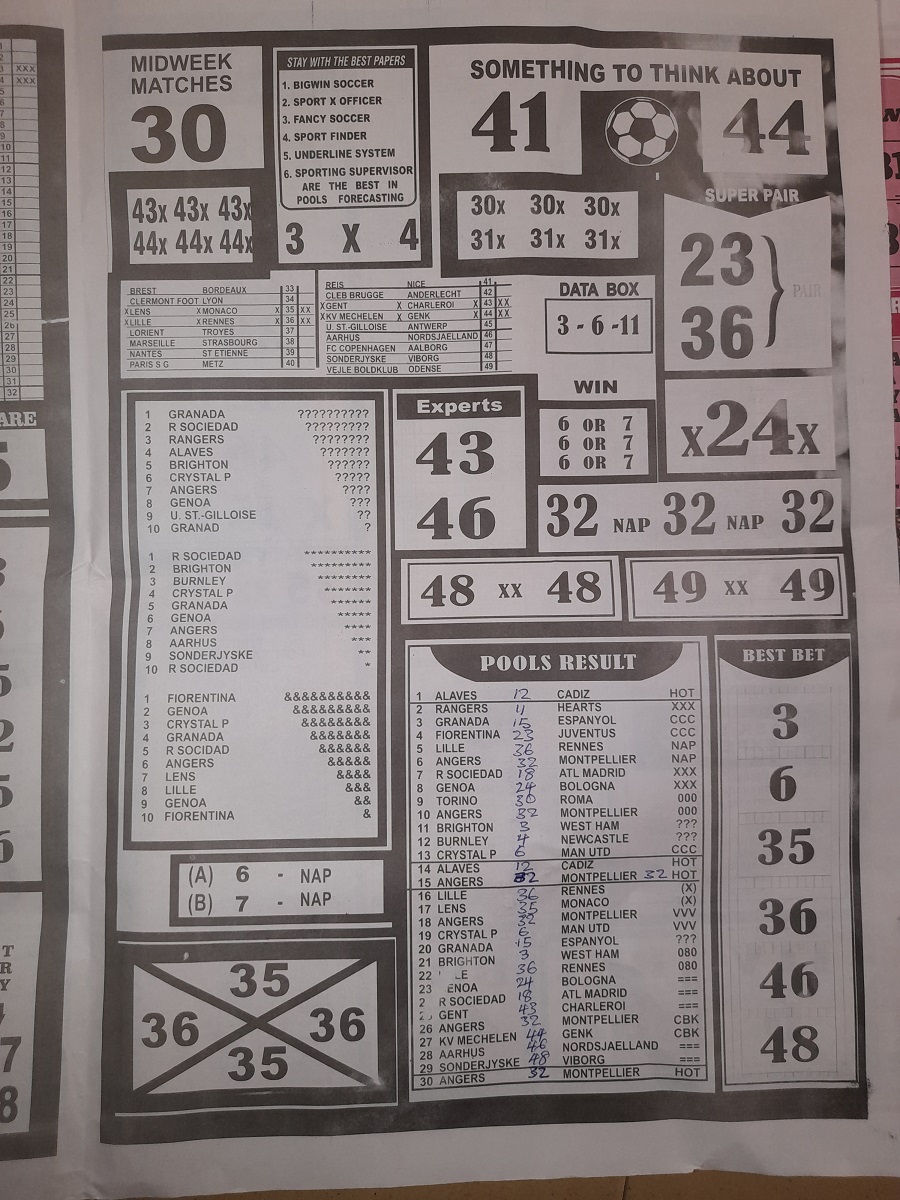 MIDWEEK
MATCHES
30
43x 43x 43x
44x 44x 44x
STAY WITH THE BEST PAPERS
1. BIGWIN SOCCER
2. SPORT X OFFICER
3. FANCY SOCCER
4. SPORT FINDER
5. UNDERLINE SYSTEM
6. SPORTING SUPERVISOR
ARE THE BEST IN
POOLS FORECASTING
3 X 4
SOMETHING TO THINK ABOUT
41 44
30x 30x 30x
31x 31x 31x
SUPER PAIR
23
36
PAIR
BREST BORDEAUX 33
CLERMONT FOOT LYON 34
XLENS XMONACO X 35 XX
XLILLE XRENNES X 36 XX
LORIENT TROYES 37
MARSEILLE STRASBOURG 38
NANTES ST ETIENNE 39
PARIS S G METZ 40
REIS NICE 41
CLEB BRUGGE ANDERLECHT 42
XGENT X CHARLEROI X 43 XX
XKV MECHELEN X GENK X 44 XX
U. ST.-GILLOISE ANTWERP 45
AARHUS NORDSJAELLAND 46
FC COPENHAGEN AALBORG 47
SONDERJYSKE VIBORG 48
VEJLE BOLDKLUB ODENSE 49
DATA BOX
3 - 6 -11
WIN
6 OR 7
6 OR 7
6 OR 7
x24x
Experts
43
46
32 NAP 32 NAP 32
48 XX 48
49 XX 49
1 GRANADA ??????????
2 R SOCIEDAD ?????????
3 RANGERS ????????
4 ALAVES ???????
5 BRIGHTON ??????
6 CRYSTAL P ?????
7 ANGERS ????
8 GENOA ???
9 U. ST.-GILLOISE ??
10 GRANAD ?
1 R SOCIEDAD **********
2 BRIGHTON *********
3 BURNLEY ********
4 CRYSTAL P *******
5 GRANADA ******
6 GENOA *****
7 ANGERS ****
8 AARHUS ***
9 SONDERJYSKE **
10 R SOCIEDAD *
1 FIORENTINA &&&&&&&&&&
2 GENOA &&&&&&&&&
3 CRYSTAL P &&&&&&&&
4 GRANADA &&&&&&&
5 R SOCIDAD &&&&&&
6 ANGERS &&&&&
7 LENS &&&&
8 LILLE &&&
9 GENOA &&
10 FIORENTINA &
(A) 6 - NAP
(B) 7 - NAP
35
36 36
35
POOLS RESULT
1 ALAVES 12 CADIZ HOT
2 RANGERS 11 HEARTS XXX
3 GRANADA 15 ESPANYOL CCC
4 FIORENTINA 23 JUVENTUS CCC
5 LILLE 36 RENNES NAP
6 ANGERS 32 MONTPELLIER NAP
7 R SOCIEDAD 18 ATL MADRID XXX
8 GENOA 24 BOLOGNA XXX
9 TORINO 30 ROMA 000
10 ANGERS 32 MONTPELLIER 000
11 BRIGHTON 3 WEST HAM ???
12 BURNLEY 4 NEWCASTLE ???
13 CRYSTAL P 6 MAN UTD CCC
14 ALAVES 12 CADIZ HOT
15 ANGERS 32 MONTPELLIER 32 HOT
16 LILLE 36 RENNES (X)
17 LENS 35 MONACO (X)
18 ANGERS 32 MONTPELLIER VVV
19 CRYSTAL P 6 MAN UTD VVV
20 GRANADA 15 ESPANYOL ???
21 BRIGHTON 3 WEST HAM 080
22 LE 36 RENNES 080
23 ENOA 24 BOLOGNA ===
2 R SOCIEDAD 18 ATL MADRID ===
GENT 43 CHARLEROI ===
26 ANGERS 32 MONTPELLIER CBK
27 KV MECHELEN 44 GENK CBK
28 AARHUS 46 NORDSJAELLAND ===
29 SONDERJYSKE 48 VIBORG ===
30 ANGERS 32 MONTPELLIER HOT
BEST BET
3
6
35
36
46
48